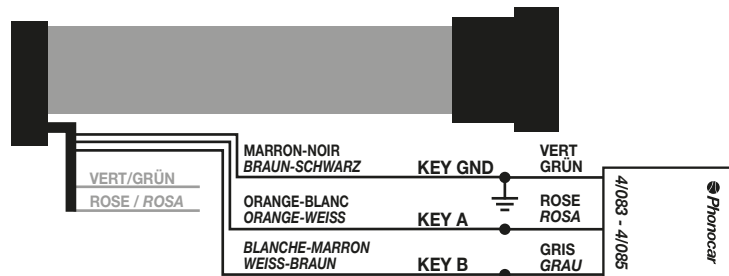 MARRON-NOIR
BRAUN-SCHWARZ
KEY GND
VERT
GRÜN
VERT/GRÜN
ROSE / ROSA
ORANGE-BLANC
ORANGE-WEISS
KEY A
ROSE
ROSA
BLANCHE-MARRON
WEISS-BRAUN
KEY B
GRIS
GRAU
4/083 - 4/085
Phonocar